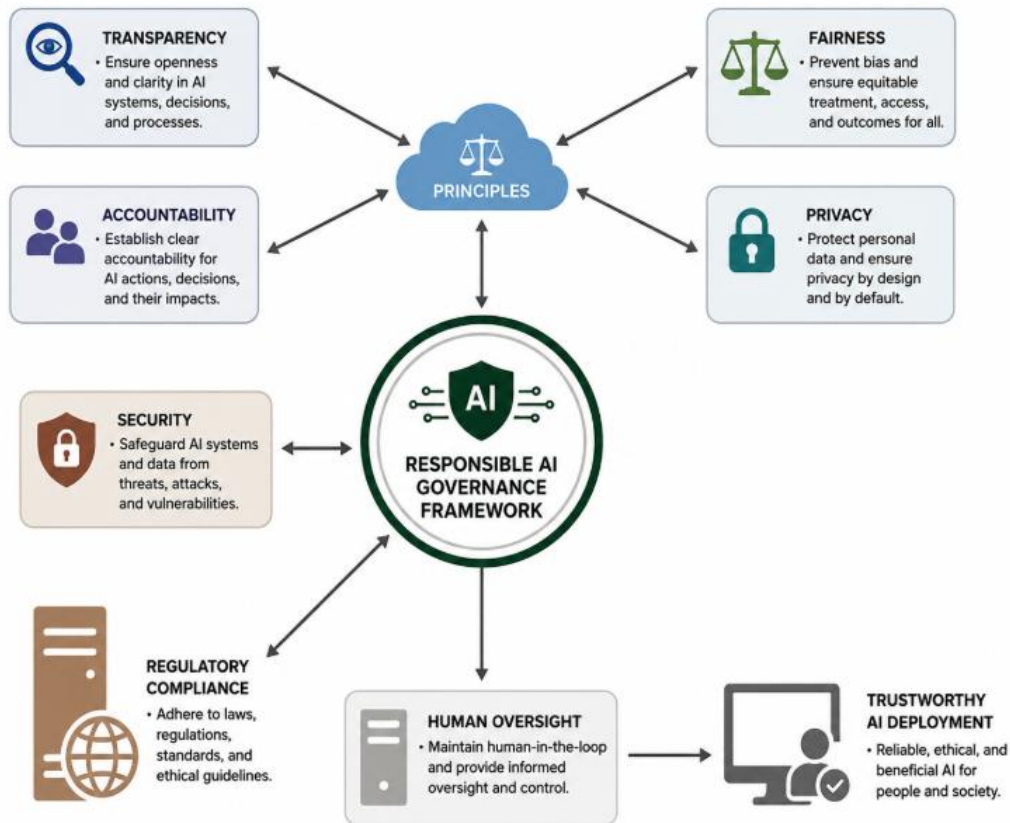 TRANSPARENCY
• Ensure openness
and clarity in AI
systems, decisions,
and processes.
FAIRNESS
• Prevent bias and
ensure equitable
treatment, access,
and outcomes for all.
PRINCIPLES
ACCOUNTABILITY
• Establish clear
accountability for
AI actions, decisions,
and their impacts.
PRIVACY
• Protect personal
data and ensure
privacy by design
and by default.
AI
RESPONSIBLE AI
GOVERNANCE
FRAMEWORK
SECURITY
• Safeguard AI systems
and data from
threats, attacks,
and vulnerabilities.
REGULATORY
COMPLIANCE
• Adhere to laws,
regulations,
standards, and
ethical guidelines.
HUMAN OVERSIGHT
• Maintain human-in-the-loop
and provide informed
oversight and control.
TRUSTWORTHY
AI DEPLOYMENT
• Reliable, ethical, and
beneficial AI for
people and society.